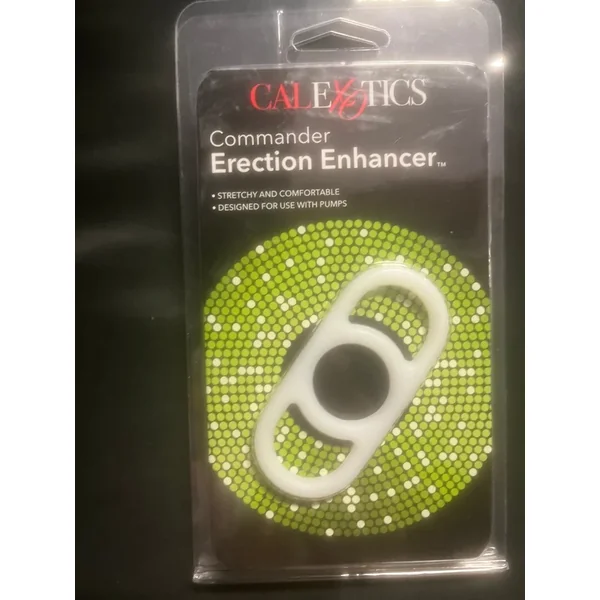 CALEXOTICS
Commander
Erection Enhancer™
• STRETCHY AND COMFORTABLE
• DESIGNED FOR USE WITH PUMPS